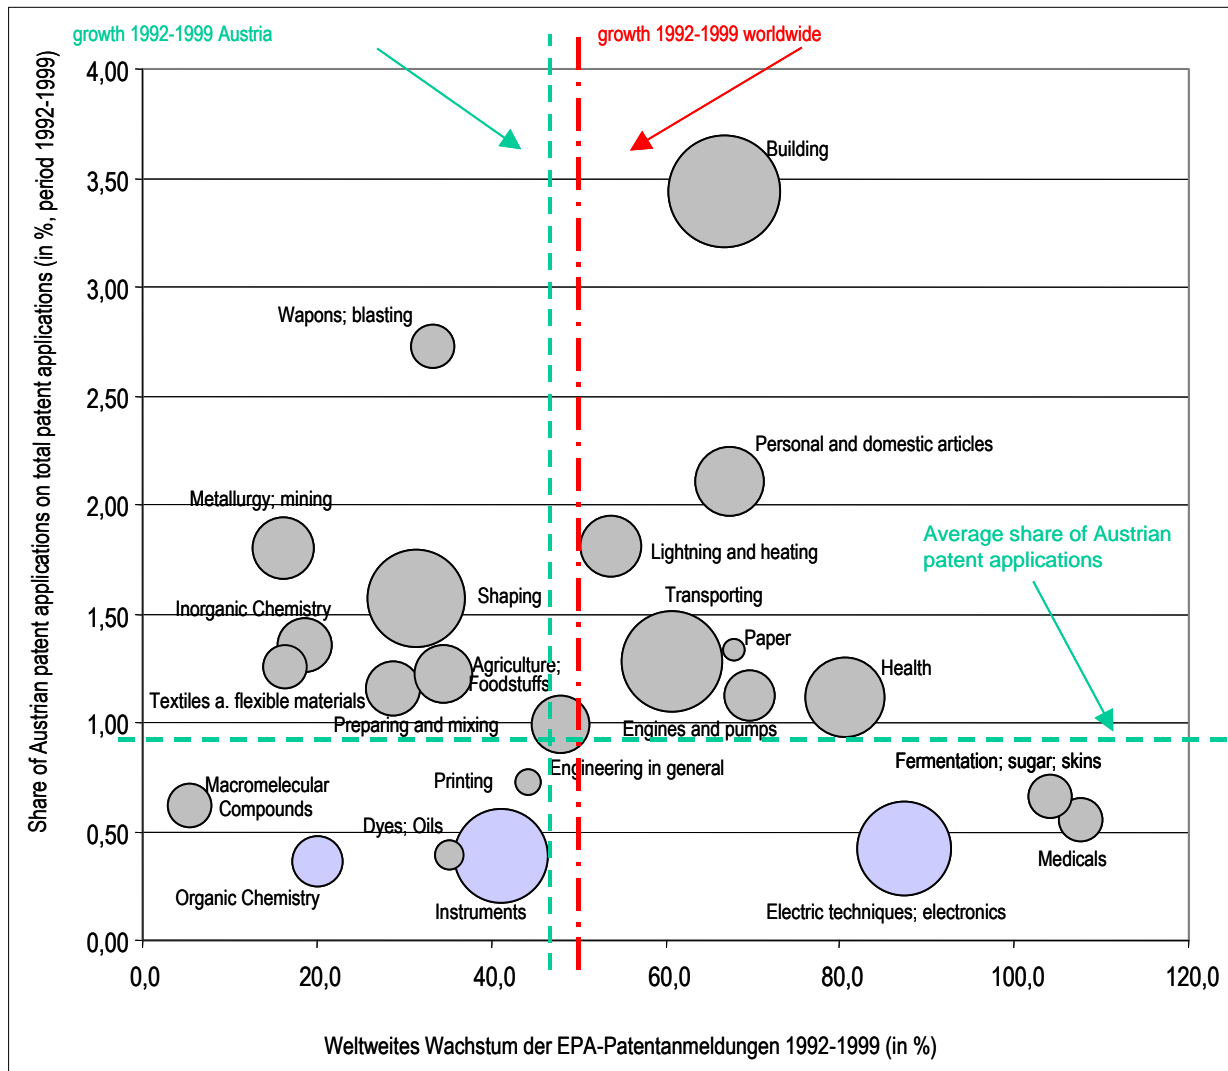 growth 1992-1999 Austria
growth 1992-1999 worldwide
Share of Austrian patent applications on total patent applications (in %, period 1992-1999)
4,00
3,50
3,00
2,50
2,00
1,50
1,00
0,50
0,00
Building
Wapons; blasting
Personal and domestic articles
Metallurgy; mining
Lightning and heating
Average share of Austrian
patent applications
Shaping
Transporting
Inorganic Chemistry
Paper
Agriculture;
Foodstuffs
Health
Textiles a. flexible materials
Preparing and mixing
Engines and pumps
Engineering in general
Fermentation; sugar; skins
Printing
Macromelecular
Compounds
Dyes; Oils
Medicals
Organic Chemistry
Instruments
Electric techniques; electronics
0,0
20,0
40,0
60,0
80,0
100,0
120,0
Weltweites Wachstum der EPA-Patentanmeldungen 1992-1999 (in %)